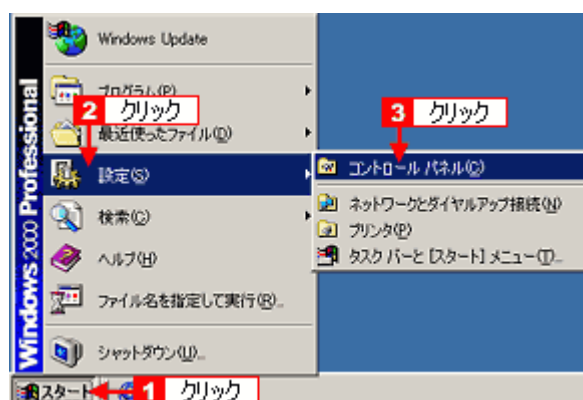 Windows Update
プログラム(P)
2 クリック
最近使ったファイル(D)
設定(S)
検索(C)
ヘルプ(H)
ファイル名を指定して実行(R)...
シャットダウン(U)...
Windows 2000 Professional
3 クリック
コントロール パネル(C)
ネットワークとダイヤルアップ接続(N)
プリンタ(P)
タスク バーと [スタート] メニュー(T)...
スタート
1 クリック